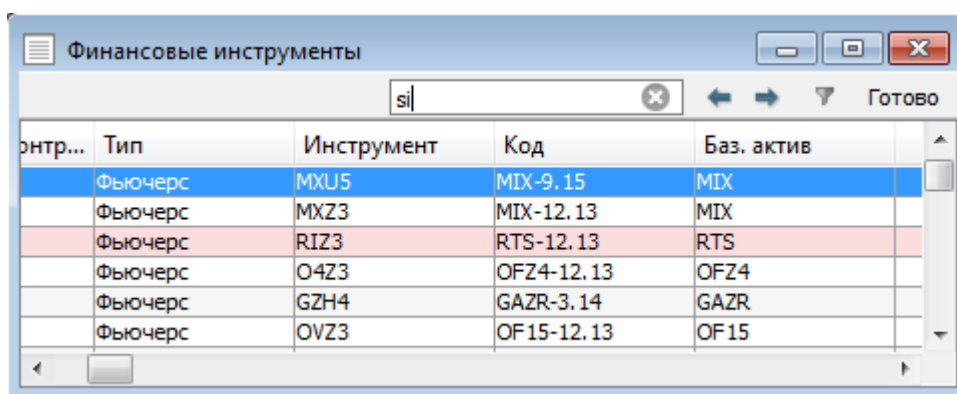 Финансовые инструменты
si Готово
онтр... Тип Инструмент Код Баз. актив
Фьючерс MXU5 MIX-9.15 MIX
Фьючерс MXZ3 MIX-12.13 MIX
Фьючерс RIZ3 RTS-12.13 RTS
Фьючерс O4Z3 OFZ4-12.13 OFZ4
Фьючерс GZH4 GAZR-3.14 GAZR
Фьючерс OVZ3 OF15-12.13 OF15